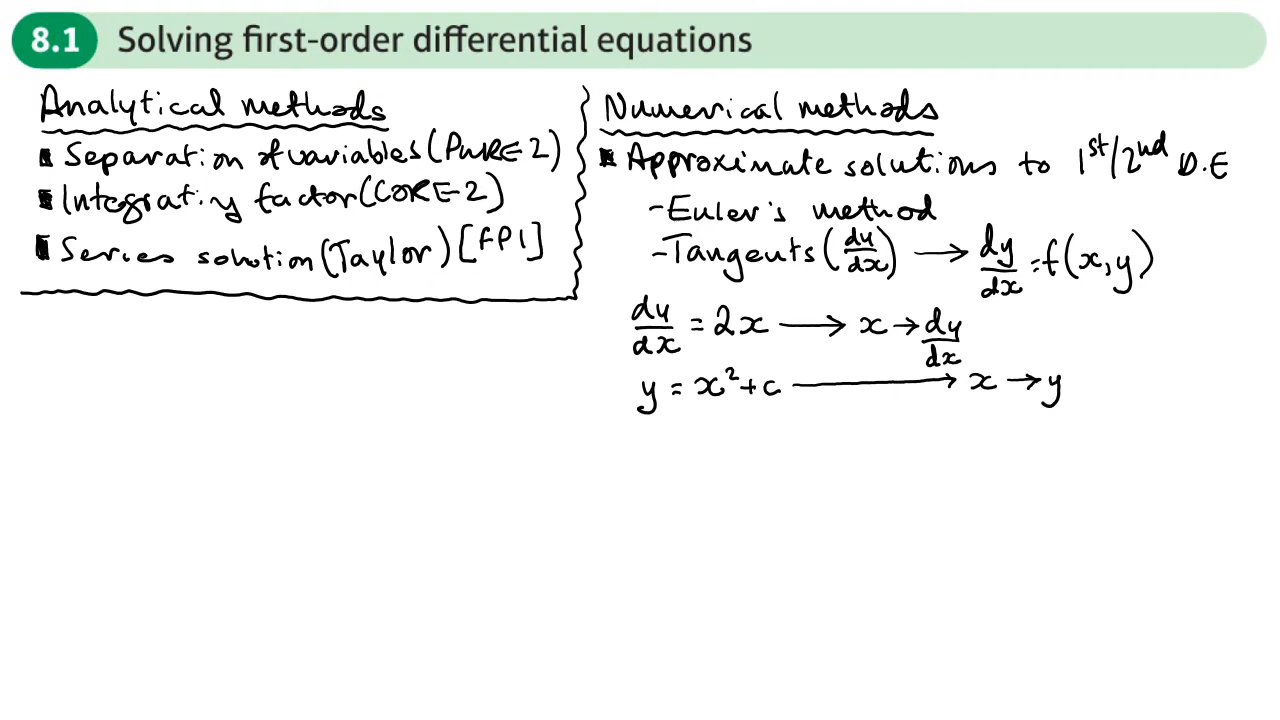 8.1 Solving first-order differential equations
Analytical methods
▪ Separation of variables (PURE 2)
▪ Integrating factor (CORE 2)
▪ Series solution (Taylor) [FP1]
Numerical methods
▪ Approximate solutions to 1st/2nd D.E
- Euler's method
- Tangents (dy/dx) → dy/dx = f(x,y)
dy/dx = 2x → x → dy/dx
y = x² + c → x → y